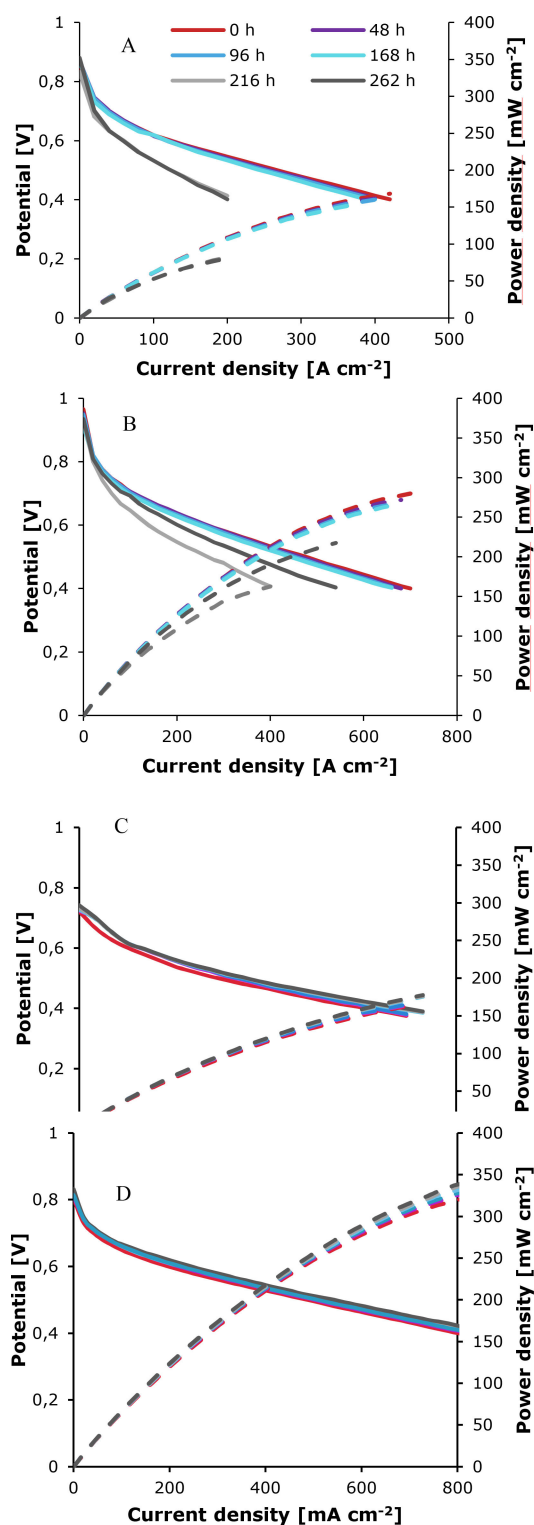 A
0 h 48 h
96 h 168 h
216 h 262 h
1
0,8
0,6
0,4
0,2
0
Potential [V]
400
350
300
250
200
150
100
50
0
Power density [mW cm-2]
0 100 200 300 400 500
Current density [A cm-2]
B
1
0,8
0,6
0,4
0,2
0
Potential [V]
400
350
300
250
200
150
100
50
0
Power density [mW cm-2]
0 200 400 600 800
Current density [A cm-2]
C
1
0,8
0,6
0,4
0,2
Potential [V]
400
350
300
250
200
150
100
50
Power density [mW cm-2]
D
1
0,8
0,6
0,4
0,2
0
Potential [V]
400
350
300
250
200
150
100
50
0
Power density [mW cm-2]
0 200 400 600 800
Current density [mA cm-2]